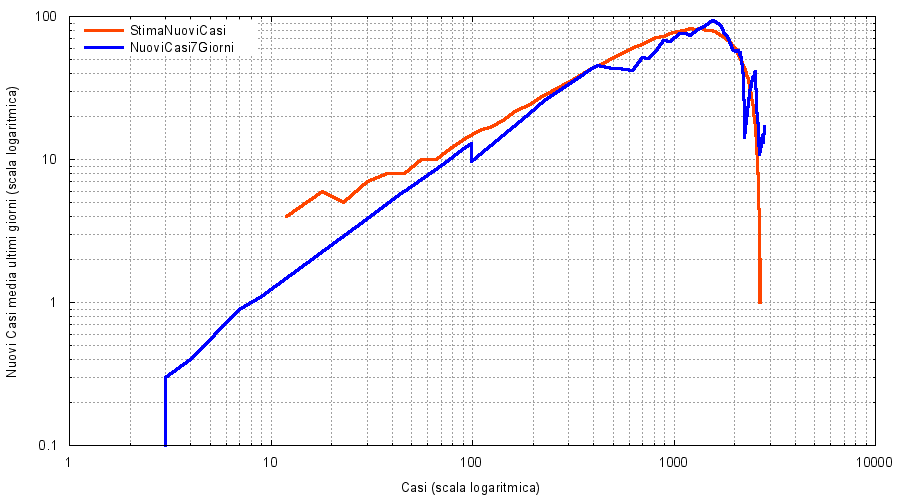 100
StimaNuoviCasi
NuoviCasi7Giorni
10
1
0.1
1 10 100 1000 10000
Casi (scala logaritmica)
Nuovi Casi media ultimi giorni (scala logaritmica)